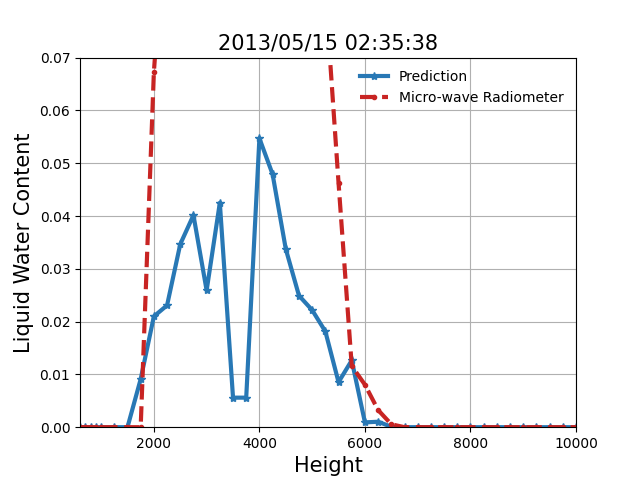 2013/05/15 02:35:38
Prediction
Micro-wave Radiometer
Liquid Water Content
0.07
0.06
0.05
0.04
0.03
0.02
0.01
0.00
2000 4000 6000 8000 10000
Height